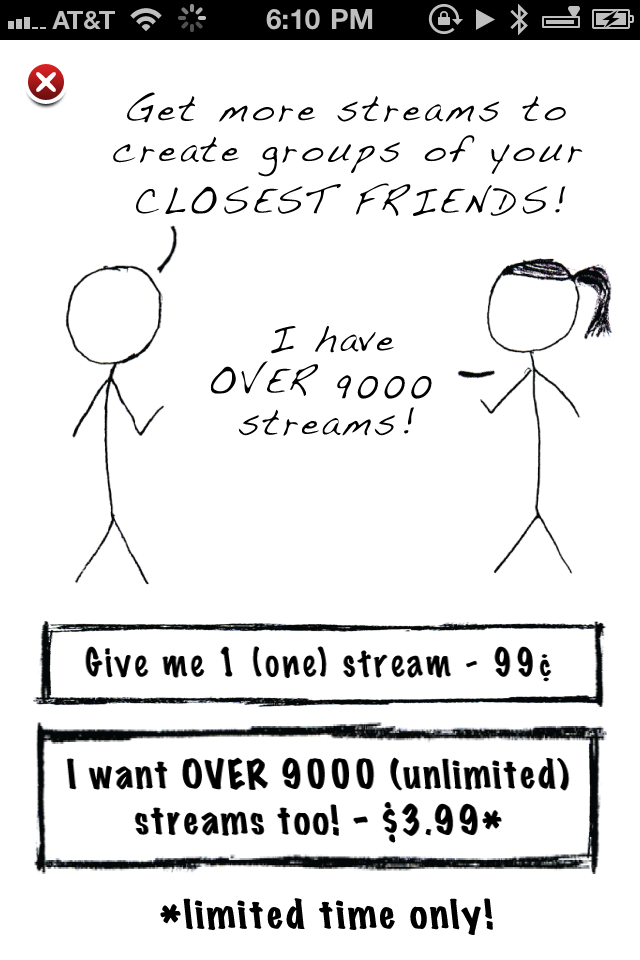 AT&T 6:10 PM
Get more streams to
create groups of your
CLOSEST FRIENDS!
I have
OVER 9000
streams!
Give me 1 (one) stream - 99¢
I want OVER 9000 (unlimited)
streams too! - $3.99*
*limited time only!